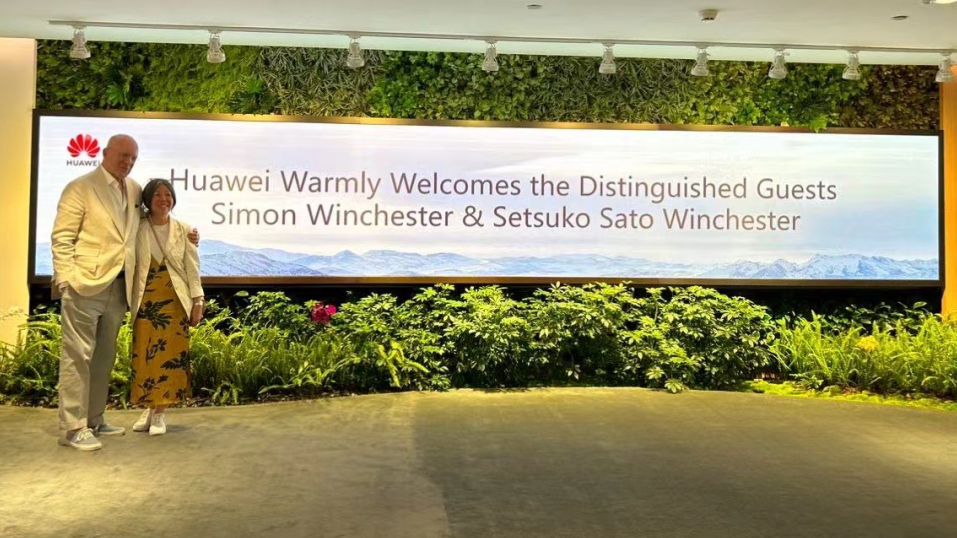 HUAWEI
Huawei Warmly Welcomes the Distinguished Guests
Simon Winchester & Setsuko Sato Winchester